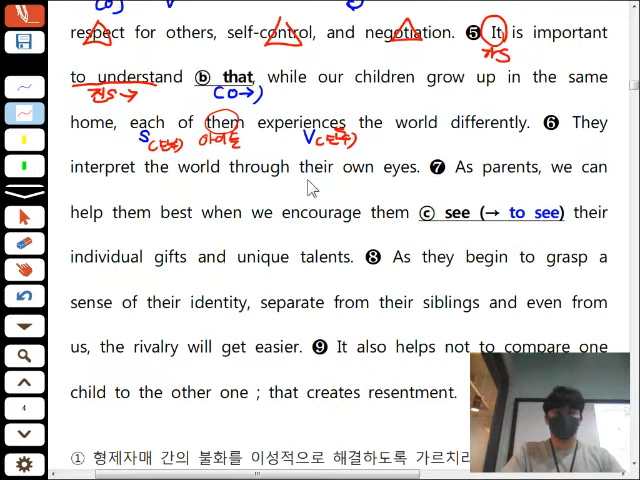 respect for others, self-control, and negotiation. ❺ It is important
가S
to understand ⓑ that, while our children grow up in the same
진S→ (O→)
home, each of them experiences the world differently. ❻ They
S(단수) 아이들 V(단수)
interpret the world through their own eyes. ❼ As parents, we can
help them best when we encourage them ⓒ see (→ to see) their
individual gifts and unique talents. ❽ As they begin to grasp a
sense of their identity, separate from their siblings and even from
us, the rivalry will get easier. ❾ It also helps not to compare one
child to the other one ; that creates resentment.
① 형제자매 간의 불화를 이성적으로 해결하도록 가르치
4